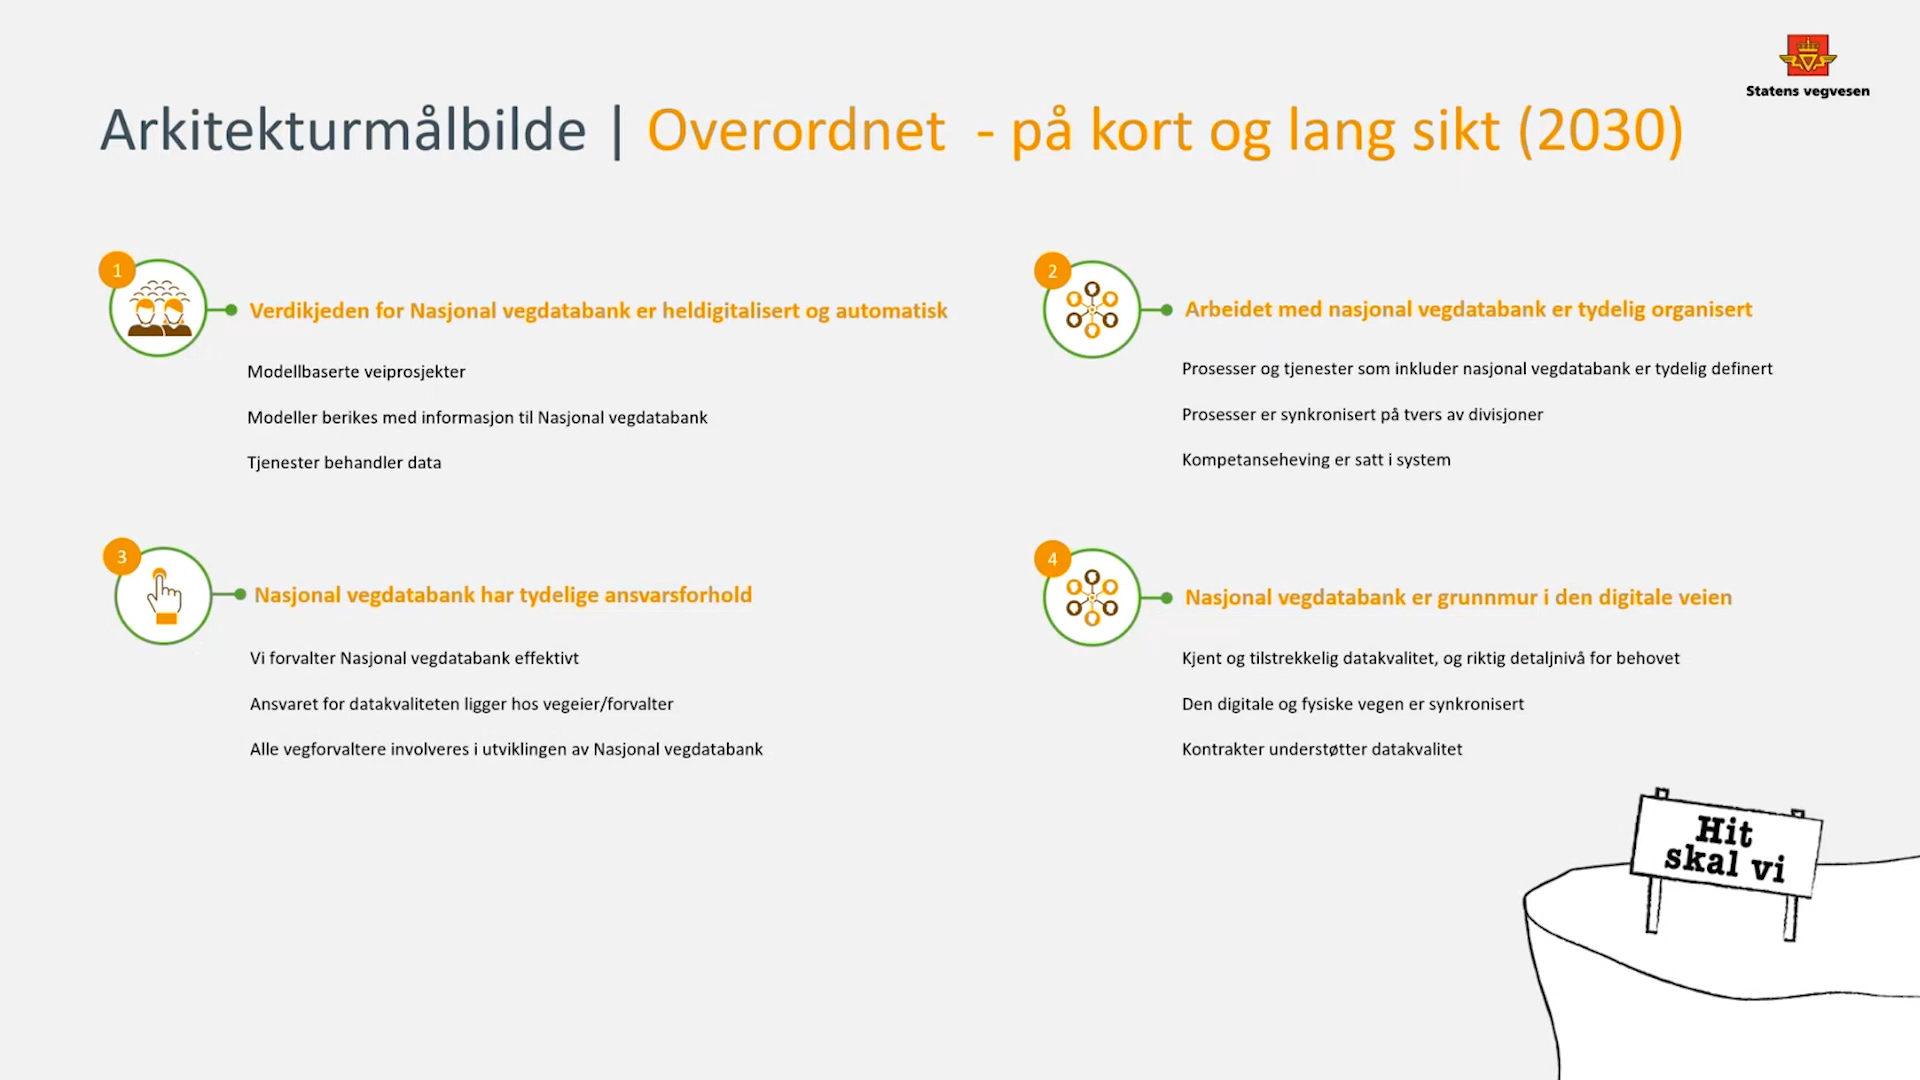 Statens vegvesen
Arkitekturmålbilde | Overordnet - på kort og lang sikt (2030)
1
Verdikjeden for Nasjonal vegdatabank er heldigitalisert og automatisk
Modellbaserte veiprosjekter
Modeller berikes med informasjon til Nasjonal vegdatabank
Tjenester behandler data
2
Arbeidet med nasjonal vegdatabank er tydelig organisert
Prosesser og tjenester som inkluder nasjonal vegdatabank er tydelig definert
Prosesser er synkronisert på tvers av divisjoner
Kompetanseheving er satt i system
3
Nasjonal vegdatabank har tydelige ansvarsforhold
Vi forvalter Nasjonal vegdatabank effektivt
Ansvaret for datakvaliteten ligger hos vegeier/forvalter
Alle vegforvaltere involveres i utviklingen av Nasjonal vegdatabank
4
Nasjonal vegdatabank er grunnmur i den digitale veien
Kjent og tilstrekkelig datakvalitet, og riktig detaljnivå for behovet
Den digitale og fysiske vegen er synkronisert
Kontrakter understøtter datakvalitet
Hit
skal vi